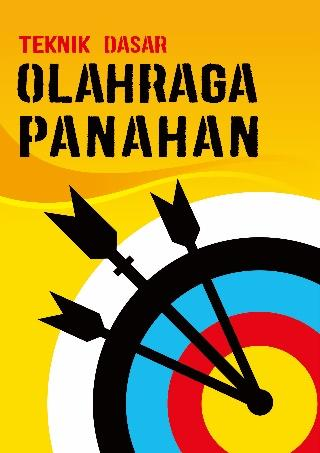 TEKNIK DASAR
OLAHRAGA
PANAHAN